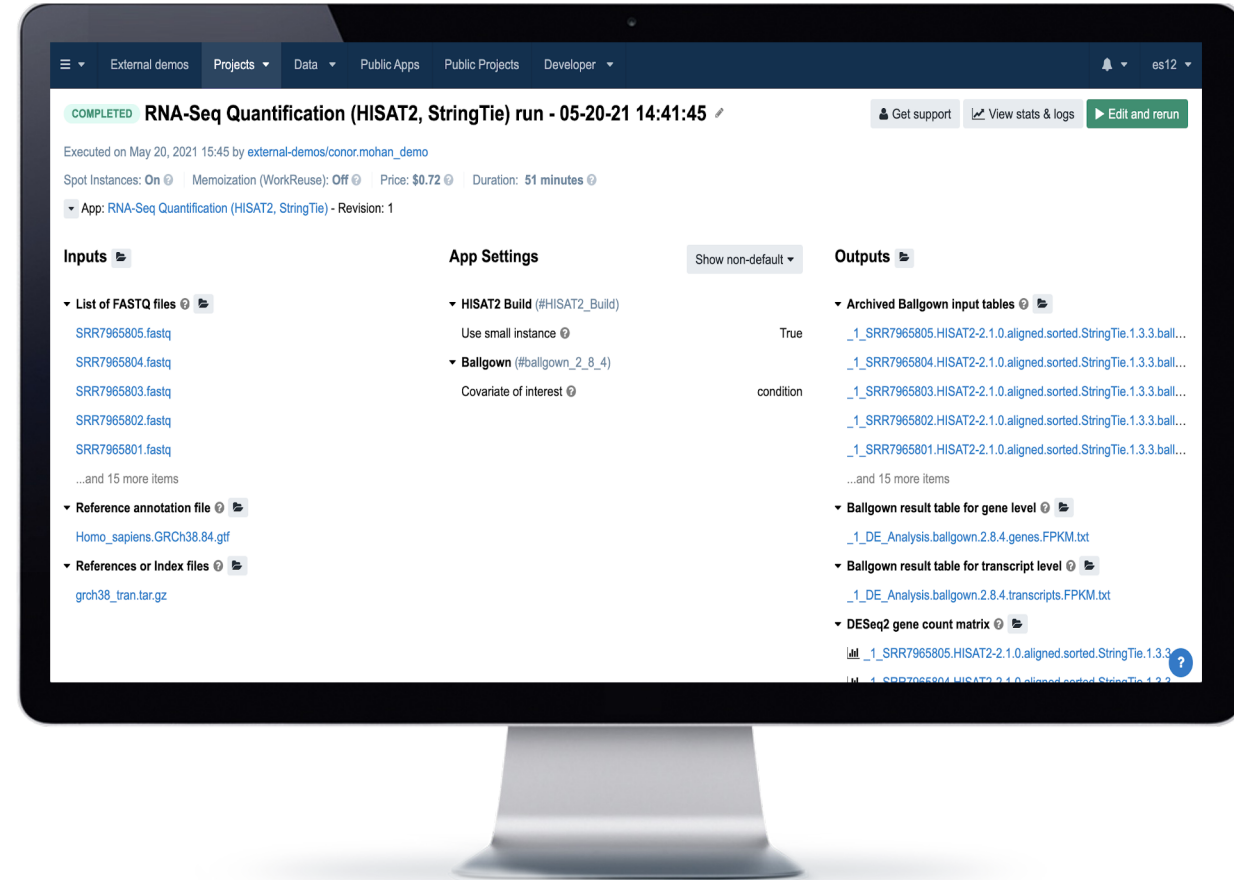 External demos Projects Data Public Apps Public Projects Developer es12
COMPLETED RNA-Seq Quantification (HISAT2, StringTie) run - 05-20-21 14:41:45
Get support View stats & logs Edit and rerun
Executed on May 20, 2021 15:45 by external-demos/conor.mohan_demo
Spot Instances: On ? Memoization (WorkReuse): Off ? Price: $0.72 ? Duration: 51 minutes ?
App: RNA-Seq Quantification (HISAT2, StringTie) - Revision: 1
Inputs
List of FASTQ files ?
SRR7965805.fastq
SRR7965804.fastq
SRR7965803.fastq
SRR7965802.fastq
SRR7965801.fastq
...and 15 more items
Reference annotation file ?
Homo_sapiens.GRCh38.84.gtf
References or Index files ?
grch38_tran.tar.gz
App Settings
Show non-default
HISAT2 Build (#HISAT2_Build)
Use small instance ? True
Ballgown (#ballgown_2_8_4)
Covariate of interest ? condition
Outputs
Archived Ballgown input tables ?
_1_SRR7965805.HISAT2-2.1.0.aligned.sorted.StringTie.1.3.3.ball...
_1_SRR7965804.HISAT2-2.1.0.aligned.sorted.StringTie.1.3.3.ball...
_1_SRR7965803.HISAT2-2.1.0.aligned.sorted.StringTie.1.3.3.ball...
_1_SRR7965802.HISAT2-2.1.0.aligned.sorted.StringTie.1.3.3.ball...
_1_SRR7965801.HISAT2-2.1.0.aligned.sorted.StringTie.1.3.3.ball...
...and 15 more items
Ballgown result table for gene level ?
_1_DE_Analysis.ballgown.2.8.4.genes.FPKM.txt
Ballgown result table for transcript level ?
_1_DE_Analysis.ballgown.2.8.4.transcripts.FPKM.txt
DESeq2 gene count matrix ?
_1_SRR7965805.HISAT2-2.1.0.aligned.sorted.StringTie.1.3.3
?
_1_SRR7965804.HISAT2-2.1.0.aligned.sorted.StringTie.1.3.3